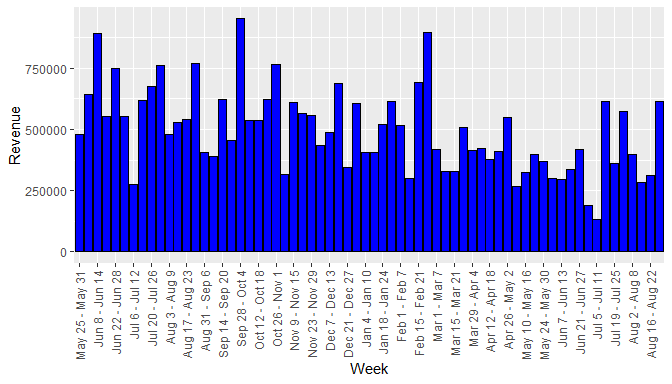 Revenue
750000
500000
250000
0
May 25 - May 31
Jun 8 - Jun 14
Jun 22 - Jun 28
Jul 6 - Jul 12
Jul 20 - Jul 26
Aug 3 - Aug 9
Aug 17 - Aug 23
Aug 31 - Sep 6
Sep 14 - Sep 20
Sep 28 - Oct 4
Oct 12 - Oct 18
Oct 26 - Nov 1
Nov 9 - Nov 15
Nov 23 - Nov 29
Dec 7 - Dec 13
Dec 21 - Dec 27
Jan 4 - Jan 10
Jan 18 - Jan 24
Feb 1 - Feb 7
Feb 15 - Feb 21
Mar 1 - Mar 7
Mar 15 - Mar 21
Mar 29 - Apr 4
Apr 12 - Apr 18
Apr 26 - May 2
May 10 - May 16
May 24 - May 30
Jun 7 - Jun 13
Jun 21 - Jun 27
Jul 5 - Jul 11
Jul 19 - Jul 25
Aug 2 - Aug 8
Aug 16 - Aug 22
Week